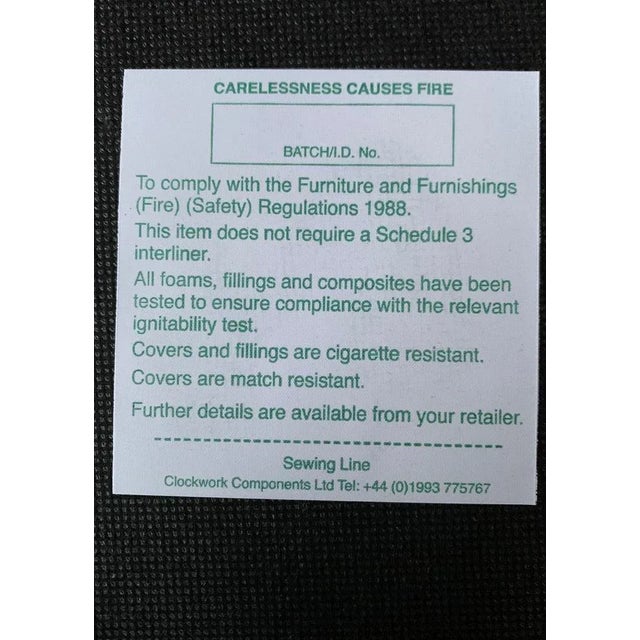 CARELESSNESS CAUSES FIRE
BATCH/I.D. No.
To comply with the Furniture and Furnishings
(Fire) (Safety) Regulations 1988.
This item does not require a Schedule 3
interliner.
All foams, fillings and composites have been
tested to ensure compliance with the relevant
ignitability test.
Covers and fillings are cigarette resistant.
Covers are match resistant.
Further details are available from your retailer.
Sewing Line
Clockwork Components Ltd Tel: +44 (0)1993 775767